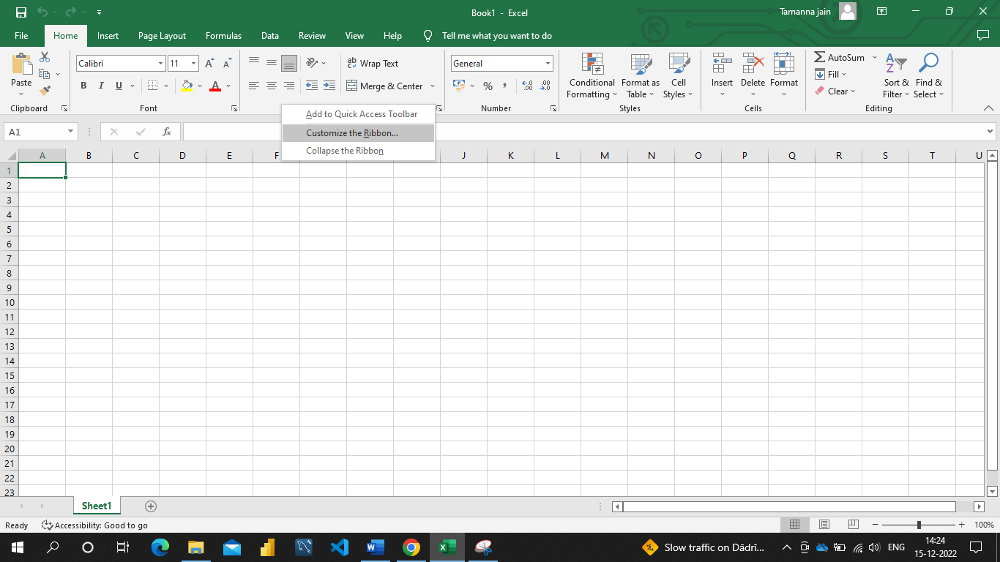 Book1 - Excel
Tamanna jain
File Home Insert Page Layout Formulas Data Review View Help Tell me what you want to do
Calibri 11 Wrap Text General AutoSum
Paste B I U Merge & Center % , Conditional Formatting Format as Table Cell Styles Insert Delete Format Fill Clear Sort & Filter Find & Select
Clipboard Font Number Styles Cells Editing
Add to Quick Access Toolbar
Customize the Ribbon...
Collapse the Ribbon
A1 fx
A B C D E F J K L M N O P Q R S T U
1
2
3
4
5
6
7
8
9
10
11
12
13
14
15
16
17
18
19
20
21
22
23
Sheet1
Ready Accessibility: Good to go 100%
Slow traffic on Dādrī... ENG 14:24
15-12-2022